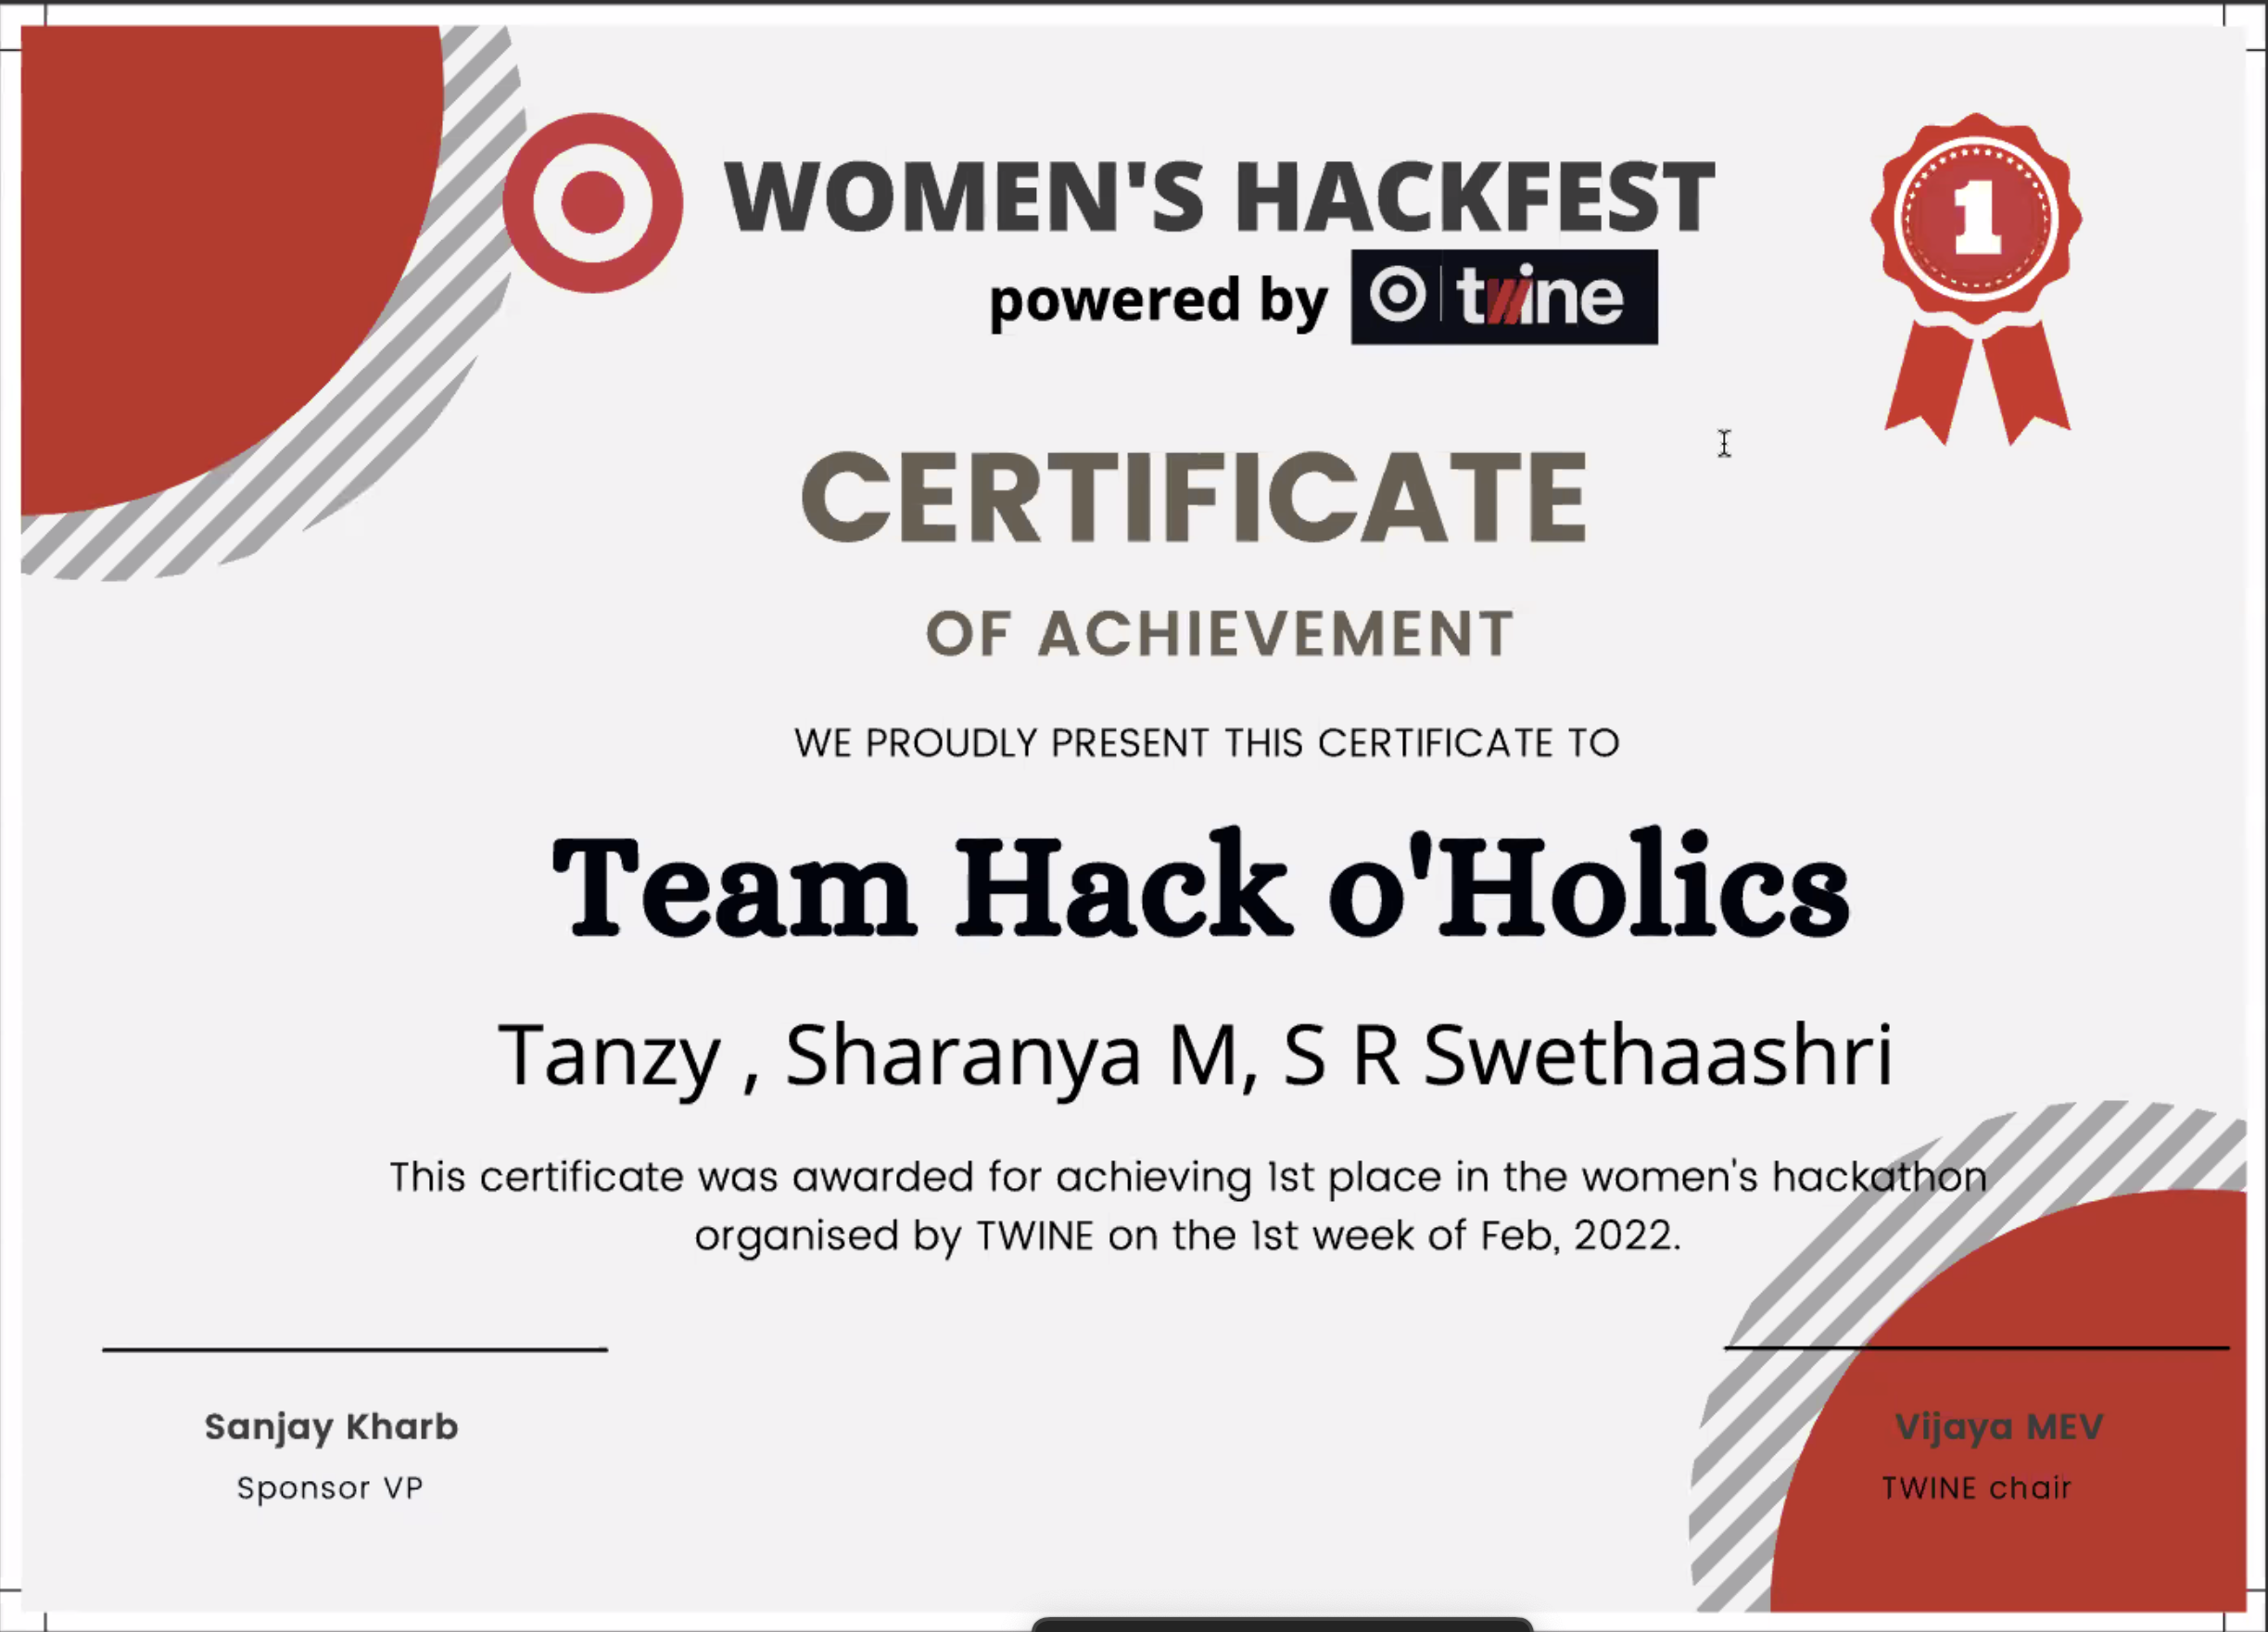 WOMEN'S HACKFEST
powered by twine
1
CERTIFICATE
OF ACHIEVEMENT
WE PROUDLY PRESENT THIS CERTIFICATE TO
Team Hack o'Holics
Tanzy , Sharanya M, S R Swethaashri
This certificate was awarded for achieving 1st place in the women's hackathon
organised by TWINE on the 1st week of Feb, 2022.
Sanjay Kharb
Sponsor VP
Vijaya MEV
TWINE chair